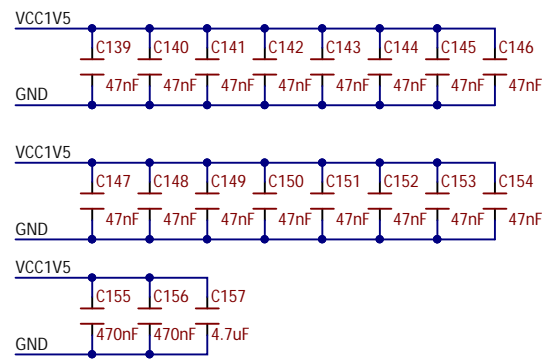 VCC1V5
C139 C140 C141 C142 C143 C144 C145 C146
47nF 47nF 47nF 47nF 47nF 47nF 47nF 47nF
GND
VCC1V5
C147 C148 C149 C150 C151 C152 C153 C154
47nF 47nF 47nF 47nF 47nF 47nF 47nF 47nF
GND
VCC1V5
C155 C156 C157
470nF 470nF 4.7uF
GND